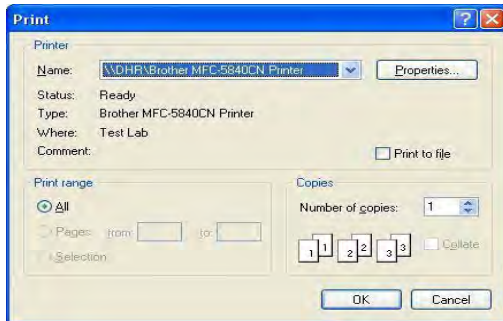 Print
Printer
Name: \\DHR\Brother MFC-5840CN Printer Properties...
Status: Ready
Type: Brother MFC-5840CN Printer
Where: Test Lab
Comment: Print to file
Print range Copies
All Number of copies: 1
Pages from: to:
1 1 2 2 3 3 Collate
Selection
OK Cancel